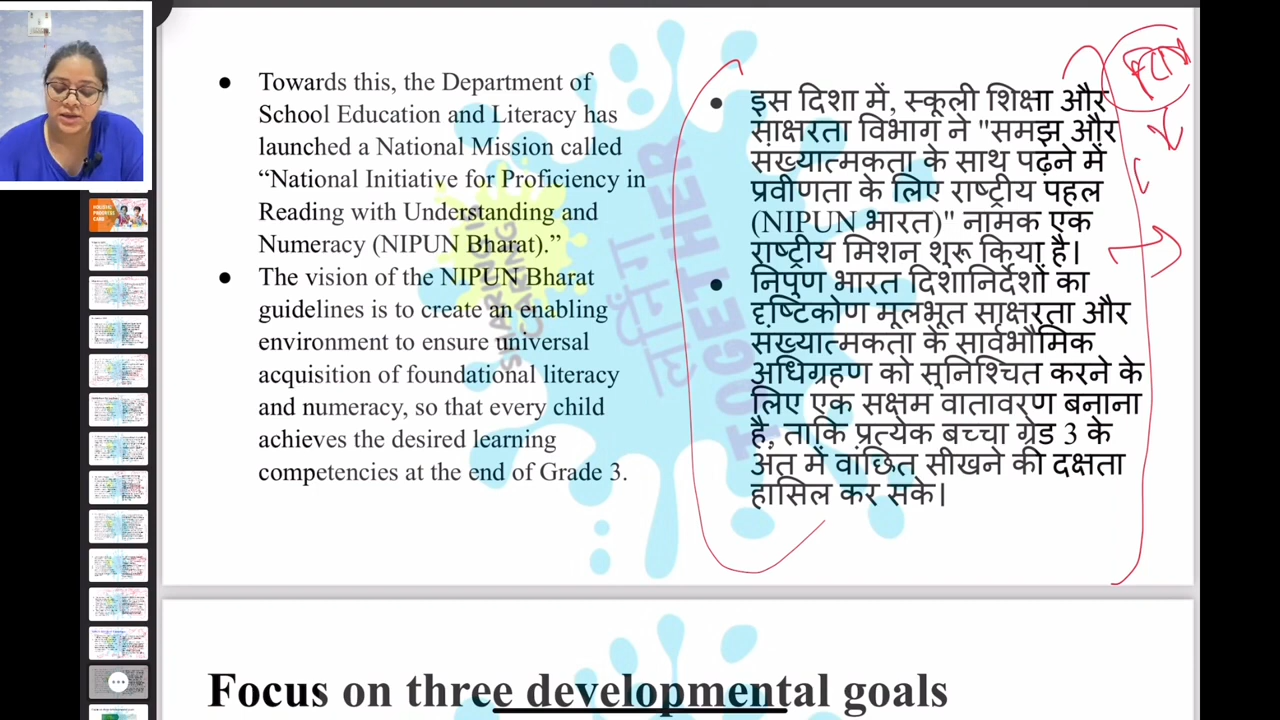 Towards this, the Department of
School Education and Literacy has
launched a National Mission called
“National Initiative for Proficiency in
Reading with Understanding and
Numeracy (NIPUN Bharat).”
The vision of the NIPUN Bharat
guidelines is to create an enabling
environment to ensure universal
acquisition of foundational literacy
and numeracy, so that every child
achieves the desired learning
competencies at the end of Grade 3.
इस दिशा में, स्कूली शिक्षा और
साक्षरता विभाग ने "समझ और
संख्यात्मकता के साथ पढ़ने में
प्रवीणता के लिए राष्ट्रीय पहल
(NIPUN भारत)" नामक एक
राष्ट्रीय मिशन शुरू किया है।
निपुण भारत दिशानिर्देशों का
दृष्टिकोण मूलभूत साक्षरता और
संख्यात्मकता के सार्वभौमिक
अधिग्रहण को सुनिश्चित करने के
लिए एक सक्षम वातावरण बनाना
है, ताकि प्रत्येक बच्चा ग्रेड 3 के
अंत में वांछित सीखने की दक्षता
हासिल कर सके।
TOGETHER
Focus on three developmental goals